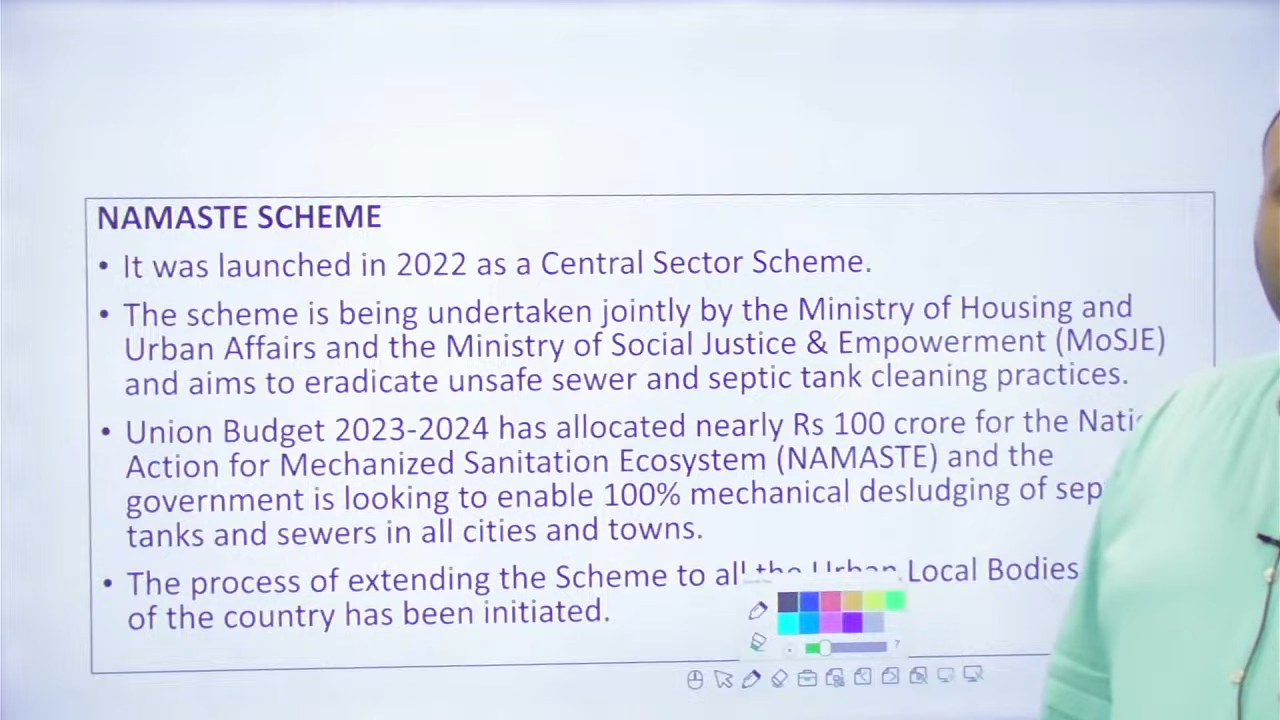 NAMASTE SCHEME
• It was launched in 2022 as a Central Sector Scheme.
• The scheme is being undertaken jointly by the Ministry of Housing and
Urban Affairs and the Ministry of Social Justice & Empowerment (MoSJE)
and aims to eradicate unsafe sewer and septic tank cleaning practices.
• Union Budget 2023-2024 has allocated nearly Rs 100 crore for the
Action for Mechanized Sanitation Ecosystem (NAMASTE) and the
government is looking to enable 100% mechanical desludging of
tanks and sewers in all cities and towns.
• The process of extending the Scheme to all the Urban Local Bodies
of the country has been initiated.
7